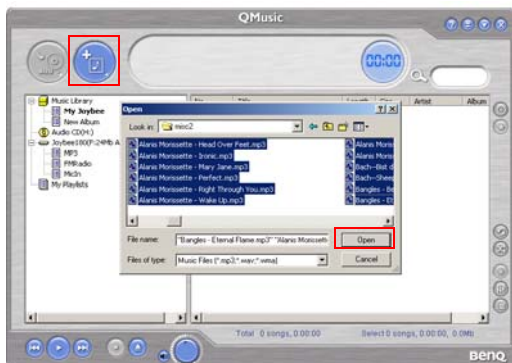 QMusic
00:00
Music Library
My Joybee
New Album
Audio CD(H:)
Joybee180(F:24Mb A
MP3
FMRadio
MicIn
My Playlists
No. Title Length Size Artist Album
Open
Look in: misc2
Alanis Morissette - Head Over Feet.mp3
Alanis Morissette - Ironic.mp3
Alanis Morissette - Mary Jane.mp3
Alanis Morissette - Perfect.mp3
Alanis Morissette - Right Through You.mp3
Alanis Morissette - Wake Up.mp3
Alanis Moris
Alanis Moris
Bach--Bist d
Bach--Shee
Bangles - Be
Bangles - Et
File name: "Bangles - Eternal Flame.mp3" "Alanis Morissett
Open
Files of type: Music Files (*.mp3;*.wav;*.wma)
Cancel
Total 0 songs, 0:00:00
Select 0 songs, 0:00:00, 0.0Mb
BenQ